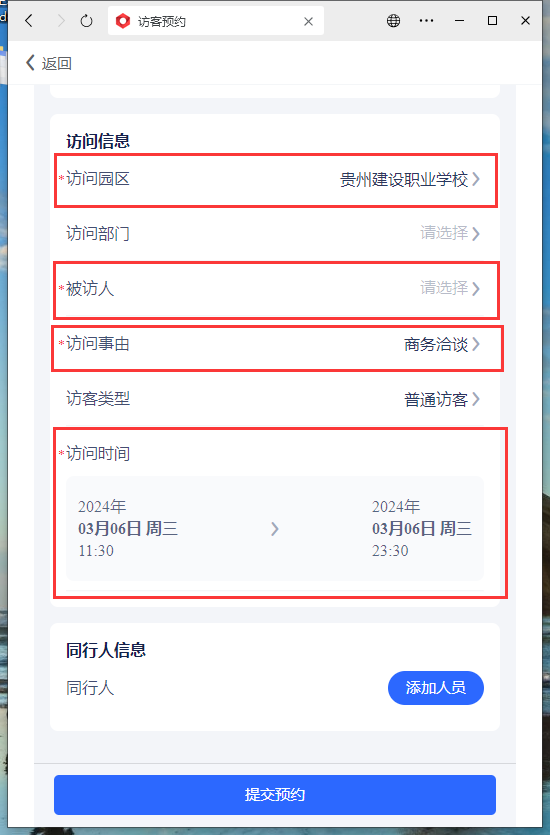 访客预约
返回
访问信息
*访问园区 贵州建设职业学校
访问部门 请选择
*被访人 请选择
*访问事由 商务洽谈
访客类型 普通访客
*访问时间
2024年 2024年
03月06日 周三 03月06日 周三
11:30 23:30
同行人信息
同行人 添加人员
提交预约